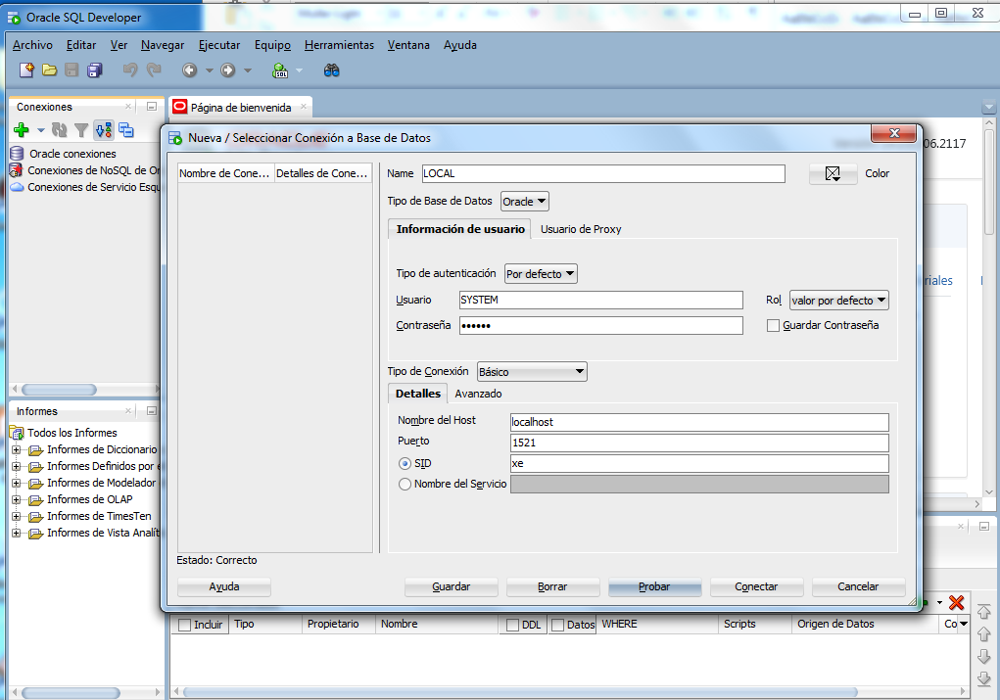 Oracle SQL Developer
Archivo Editar Ver Navegar Ejecutar Equipo Herramientas Ventana Ayuda
SQL
Conexiones
Página de bienvenida
Oracle conexiones
Conexiones de NoSQL de Or
Conexiones de Servicio Esqu
06.2117
riales
Nueva / Seleccionar Conexión a Base de Datos
Nombre de Cone... Detalles de Cone...
Name LOCAL Color
Tipo de Base de Datos Oracle
Información de usuario Usuario de Proxy
Tipo de autenticación Por defecto
Usuario SYSTEM Rol valor por defecto
Contraseña •••••• Guardar Contraseña
Tipo de Conexión Básico
Detalles Avanzado
Nombre del Host localhost
Puerto 1521
SID xe
Nombre del Servicio
Estado: Correcto
Ayuda Guardar Borrar Probar Conectar Cancelar
Informes
Todos los Informes
Informes de Diccionario
Informes Definidos por e
Informes de Modelador
Informes de OLAP
Informes de TimesTen
Informes de Vista Analít
Incluir Tipo Propietario Nombre DDL Datos WHERE Scripts Origen de Datos Co